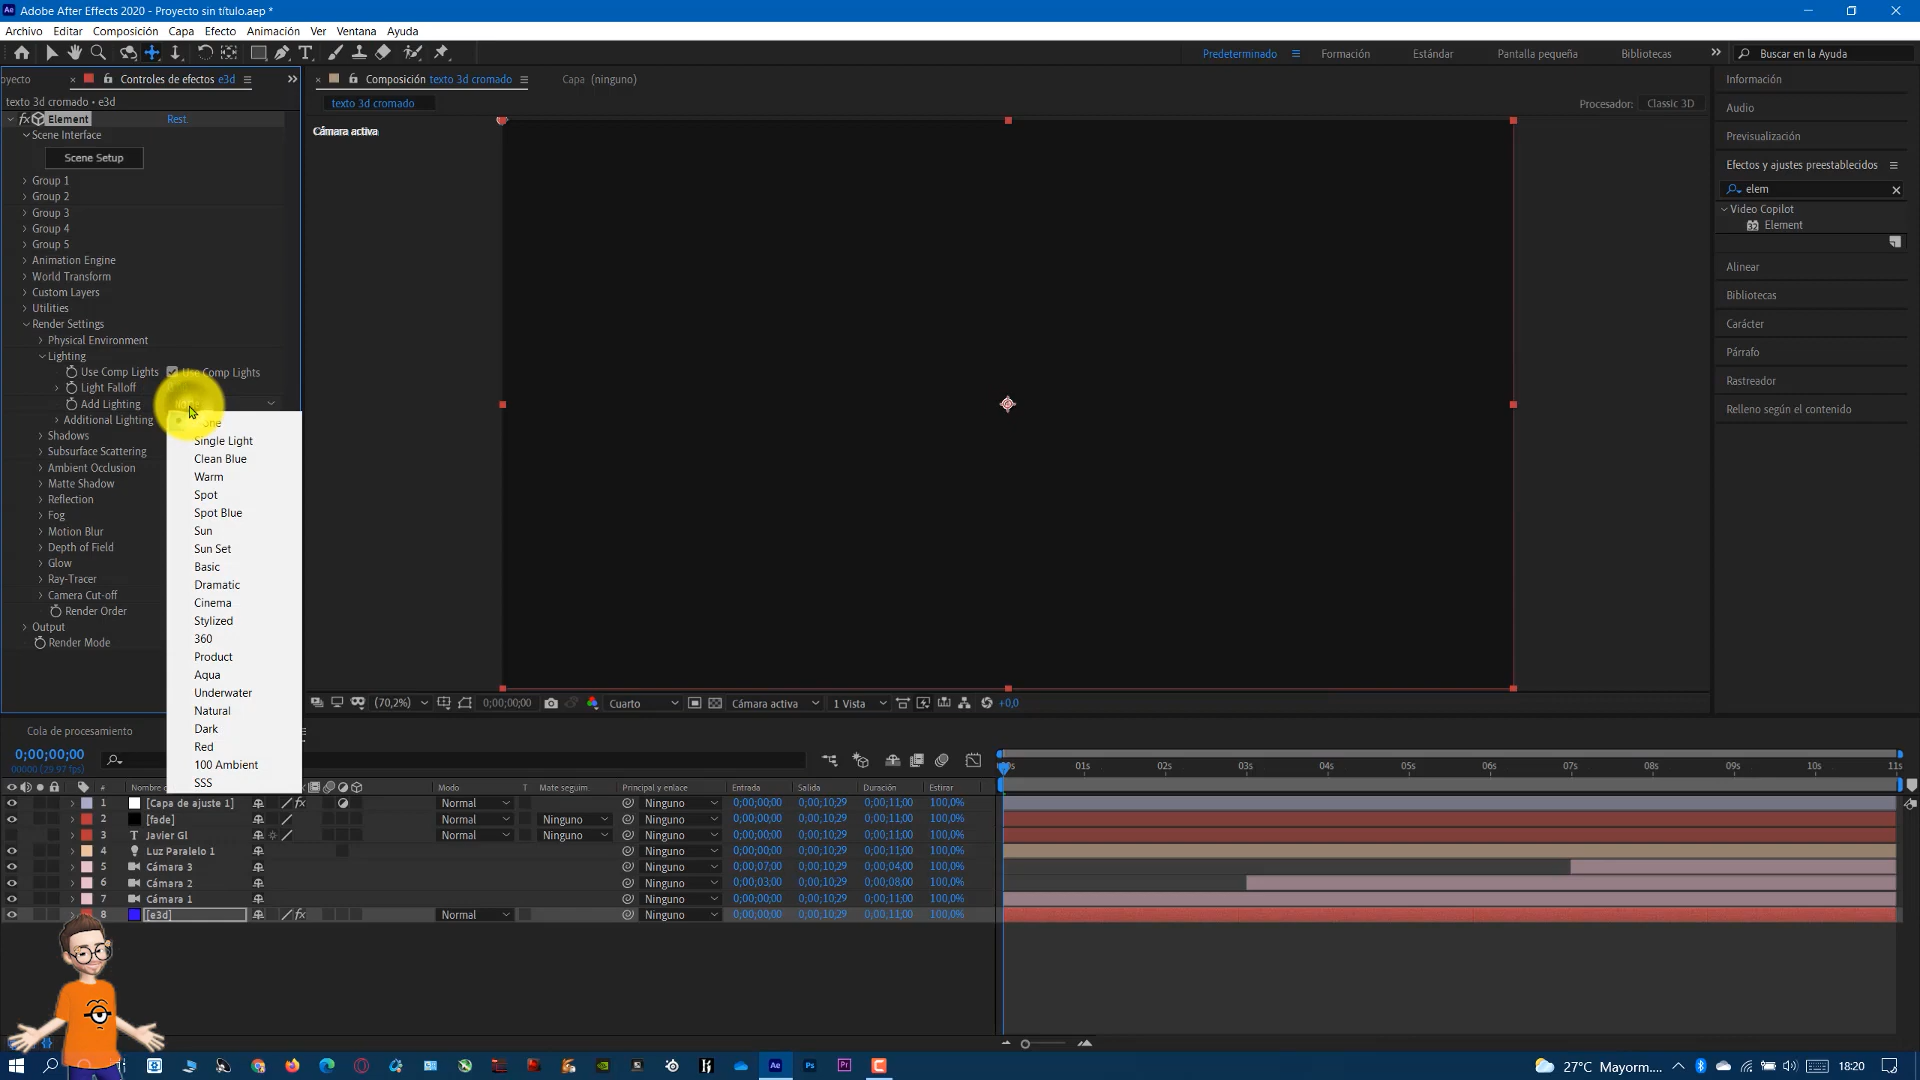 Adobe After Effects 2020 - Proyecto sin título.aep *
Archivo Editar Composición Capa Efecto Animación Ver Ventana Ayuda
Predeterminado Formación Estándar Pantalla pequeña Bibliotecas Buscar en la Ayuda
oyecto Controles de efectos e3d Composición texto 3d cromado Capa (ninguno)
texto 3d cromado • e3d
texto 3d cromado Procesador: Classic 3D
fx Element Rest.
Cámara activa
Scene Interface
Scene Setup
Group 1
Group 2
Group 3
Group 4
Group 5
Animation Engine
World Transform
Custom Layers
Utilities
Render Settings
Physical Environment
Lighting
Use Comp Lights Use Comp Lights
Light Falloff
Add Lighting
Additional Lighting
Shadows
Subsurface Scattering
Ambient Occlusion
Matte Shadow
Reflection
Fog
Motion Blur
Depth of Field
Glow
Ray-Tracer
Camera Cut-off
Render Order
Output
Render Mode
Single Light
Clean Blue
Warm
Spot
Spot Blue
Sun
Sun Set
Basic
Dramatic
Cinema
Stylized
360
Product
Aqua
Underwater
Natural
Dark
Red
100 Ambient
SSS
Información
Audio
Previsualización
Efectos y ajustes preestablecidos
elem
Video Copilot
32 Element
Alinear
Bibliotecas
Carácter
Párrafo
Rastreador
Relleno según el contenido
(70,2%) 0;00;00;00 Cuarto Cámara activa 1 Vista +0,0
Cola de procesamiento
0;00;00;00
00000 (29.97 fps)
01s 02s 03s 04s 05s 06s 07s 08s 09s 10s 11s
# Modo T Mate seguim. Principal y enlace Entrada Salida Duración Estirar
1 [Capa de ajuste 1] fx Normal Ninguno 0;00;00;00 0;00;10;29 0;00;11;00 100,0%
2 [fade] Normal Ninguno Ninguno 0;00;00;00 0;00;10;29 0;00;11;00 100,0%
3 T Javier Gl Normal Ninguno Ninguno 0;00;00;00 0;00;10;29 0;00;11;00 100,0%
4 Luz Paralelo 1 Ninguno 0;00;00;00 0;00;10;29 0;00;11;00 100,0%
5 Cámara 3 Ninguno 0;00;07;00 0;00;10;29 0;00;04;00 100,0%
6 Cámara 2 Ninguno 0;00;03;00 0;00;10;29 0;00;08;00 100,0%
7 Cámara 1 Ninguno 0;00;00;00 0;00;10;29 0;00;11;00 100,0%
8 [e3d] fx Normal Ninguno 0;00;00;00 0;00;10;29 0;00;11;00 100,0%
Ae Ps Pr 27°C Mayorm.... 18:20